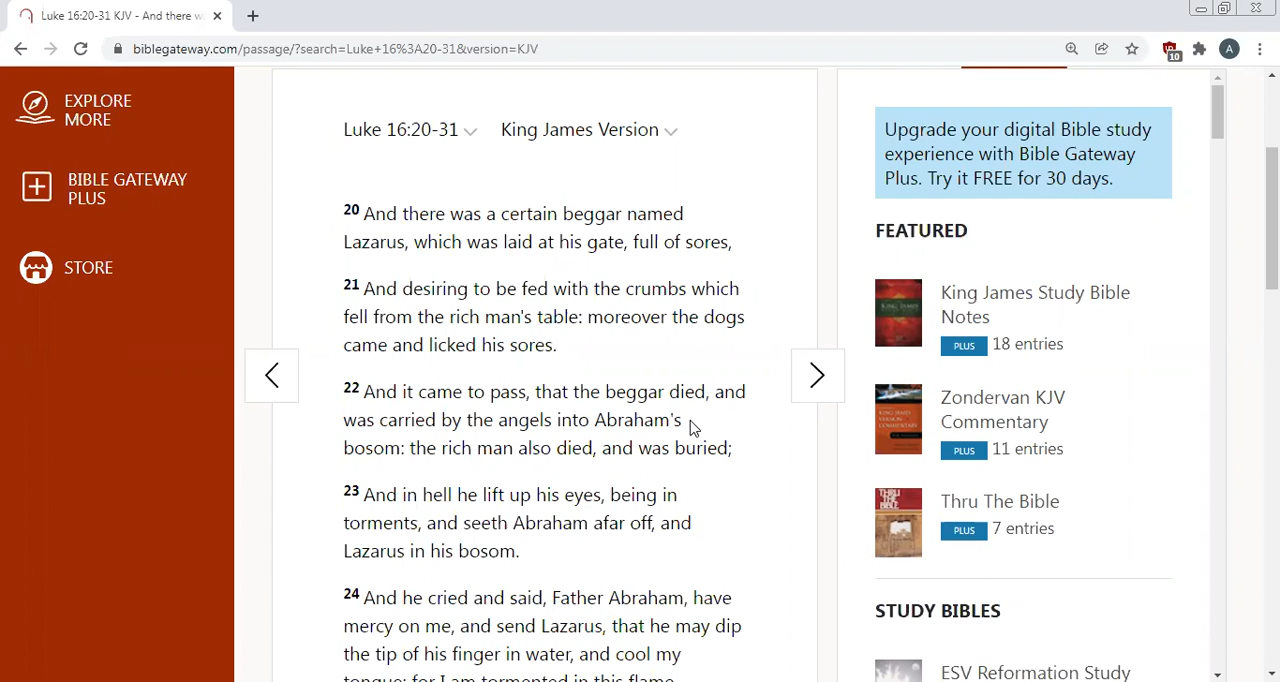 Luke 16:20-31 KJV - And there w
biblegateway.com/passage/?search=Luke+16%3A20-31&version=KJV
10
A
EXPLORE
MORE
BIBLE GATEWAY
PLUS
STORE
Luke 16:20-31 King James Version
20 And there was a certain beggar named
Lazarus, which was laid at his gate, full of sores,
21 And desiring to be fed with the crumbs which
fell from the rich man's table: moreover the dogs
came and licked his sores.
22 And it came to pass, that the beggar died, and
was carried by the angels into Abraham's
bosom: the rich man also died, and was buried;
23 And in hell he lift up his eyes, being in
torments, and seeth Abraham afar off, and
Lazarus in his bosom.
24 And he cried and said, Father Abraham, have
mercy on me, and send Lazarus, that he may dip
the tip of his finger in water, and cool my
tongue; for I am tormented in this flame.
Upgrade your digital Bible study
experience with Bible Gateway
Plus. Try it FREE for 30 days.
FEATURED
King James Study Bible
Notes
PLUS 18 entries
Zondervan KJV
Commentary
PLUS 11 entries
Thru The Bible
PLUS 7 entries
STUDY BIBLES
ESV Reformation Study